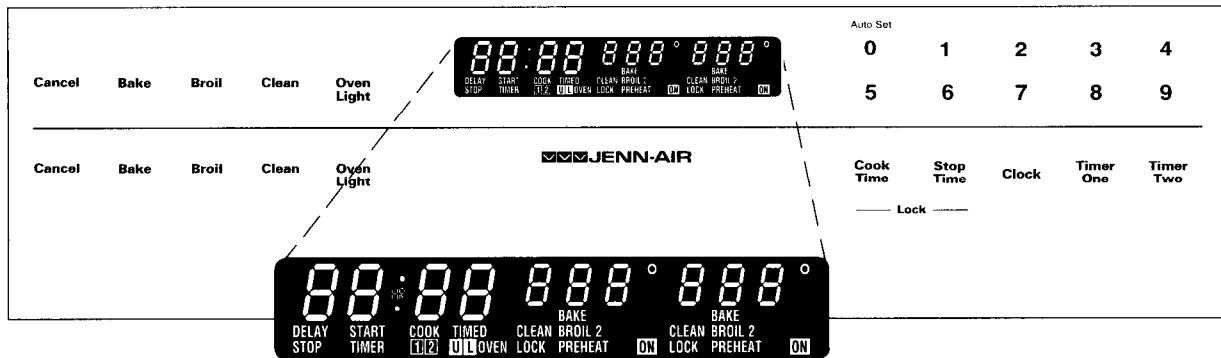 Auto Set
0 1 2 3 4
88:88 888° 888°
BAKE BAKE
DELAY START COOK TIMED CLEAN BROIL 2 CLEAN BROIL 2
STOP TIMER 12 UL OVEN LOCK PREHEAT ON LOCK PREHEAT ON
Cancel Bake Broil Clean Oven Light
5 6 7 8 9
Cancel Bake Broil Clean Oven Light
JENN-AIR
Cook Time Stop Time Clock Timer One Timer Two
Lock
88:88 888° 888°
BAKE BAKE
DELAY START COOK TIMED CLEAN BROIL 2 CLEAN BROIL 2
STOP TIMER 12 UL OVEN LOCK PREHEAT ON LOCK PREHEAT ON